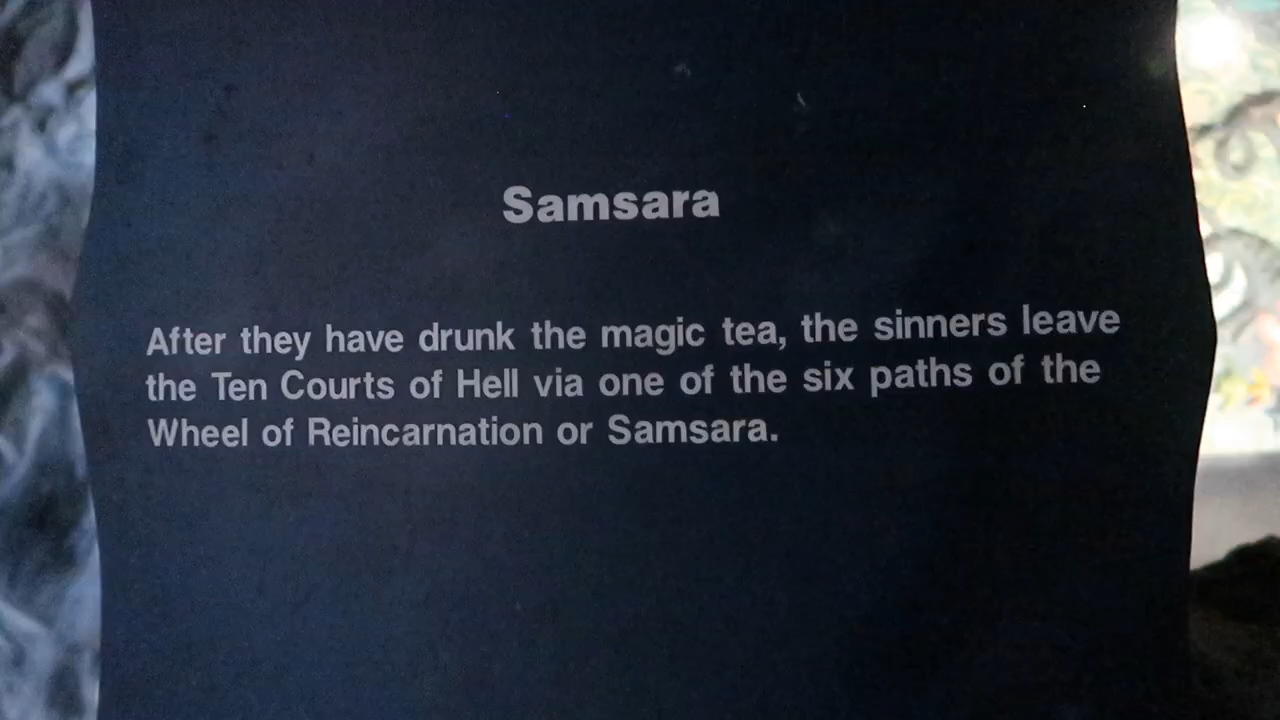 Samsara
After they have drunk the magic tea, the sinners leave
the Ten Courts of Hell via one of the six paths of the
Wheel of Reincarnation or Samsara.